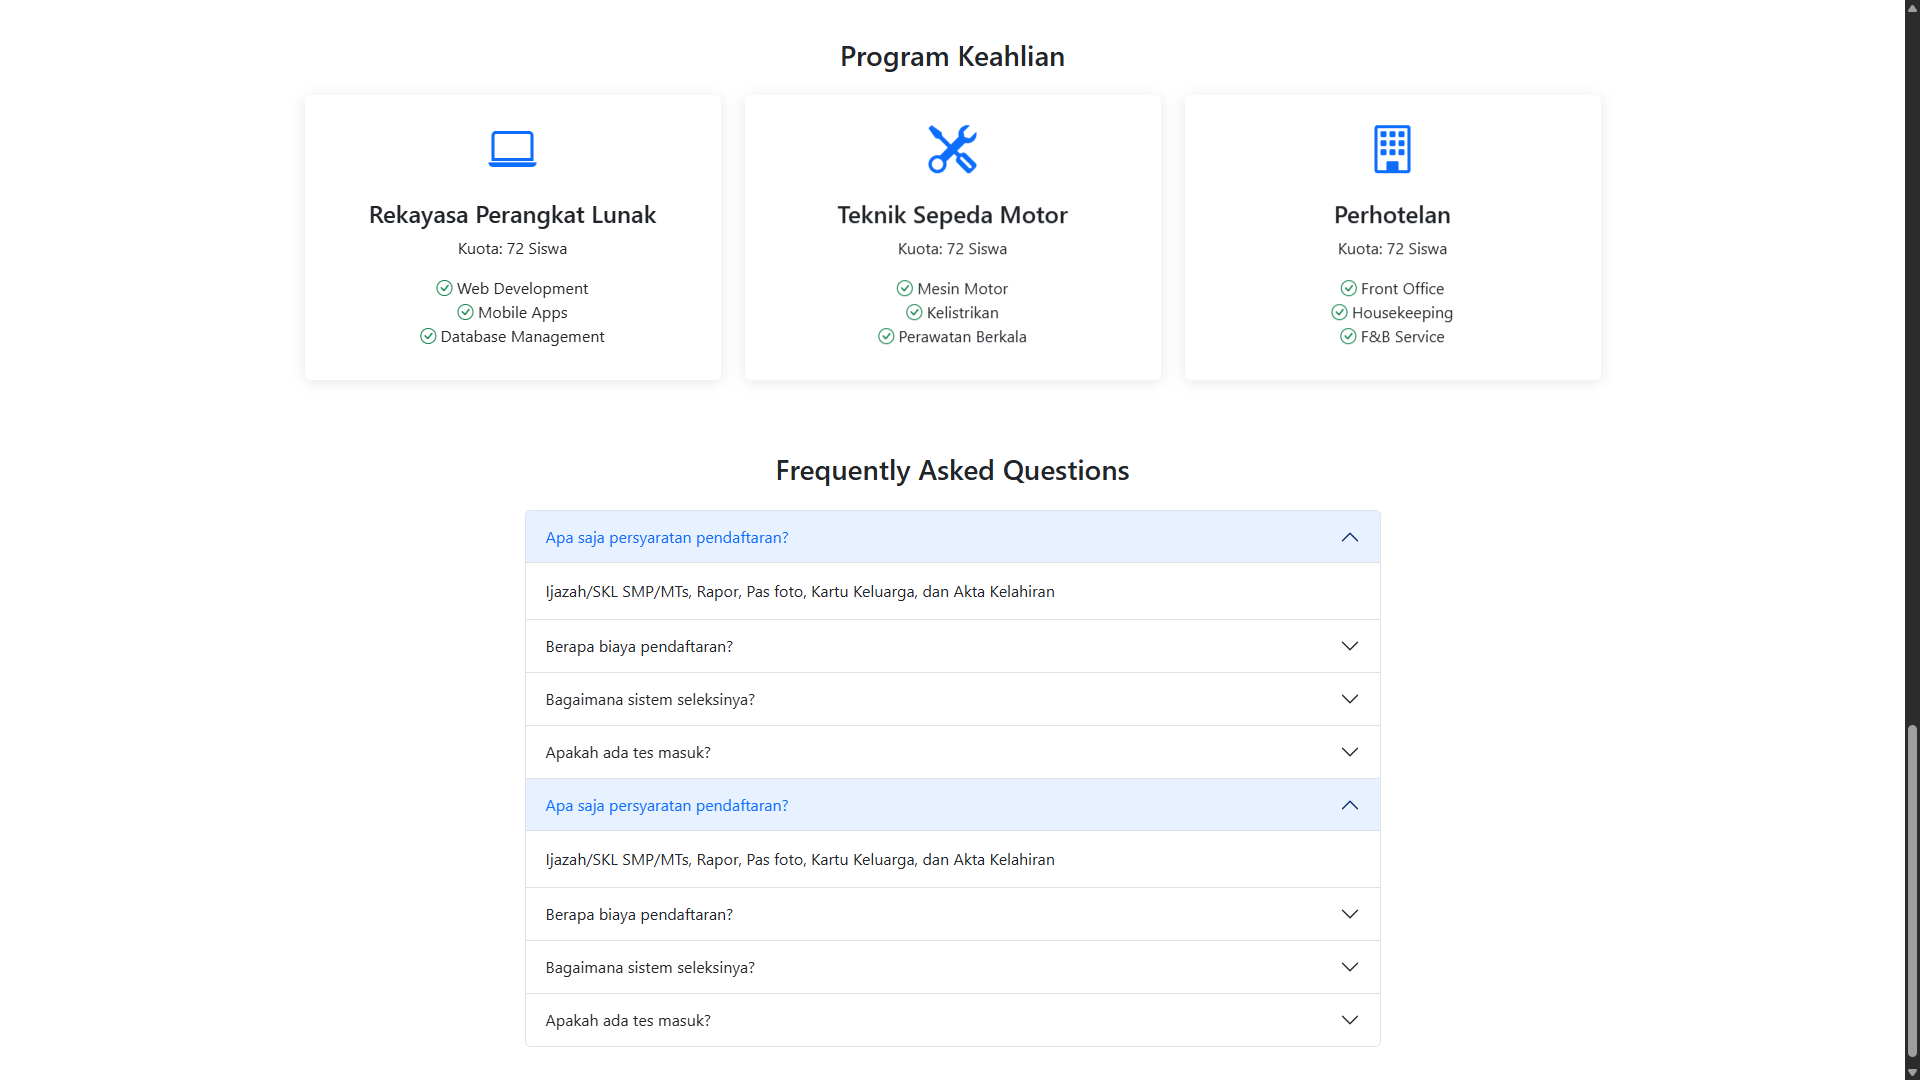 Program Keahlian
Rekayasa Perangkat Lunak
Kuota: 72 Siswa
Web Development
Mobile Apps
Database Management
Teknik Sepeda Motor
Kuota: 72 Siswa
Mesin Motor
Kelistrikan
Perawatan Berkala
Perhotelan
Kuota: 72 Siswa
Front Office
Housekeeping
F&B Service
Frequently Asked Questions
Apa saja persyaratan pendaftaran?
Ijazah/SKL SMP/MTs, Rapor, Pas foto, Kartu Keluarga, dan Akta Kelahiran
Berapa biaya pendaftaran?
Bagaimana sistem seleksinya?
Apakah ada tes masuk?
Apa saja persyaratan pendaftaran?
Ijazah/SKL SMP/MTs, Rapor, Pas foto, Kartu Keluarga, dan Akta Kelahiran
Berapa biaya pendaftaran?
Bagaimana sistem seleksinya?
Apakah ada tes masuk?